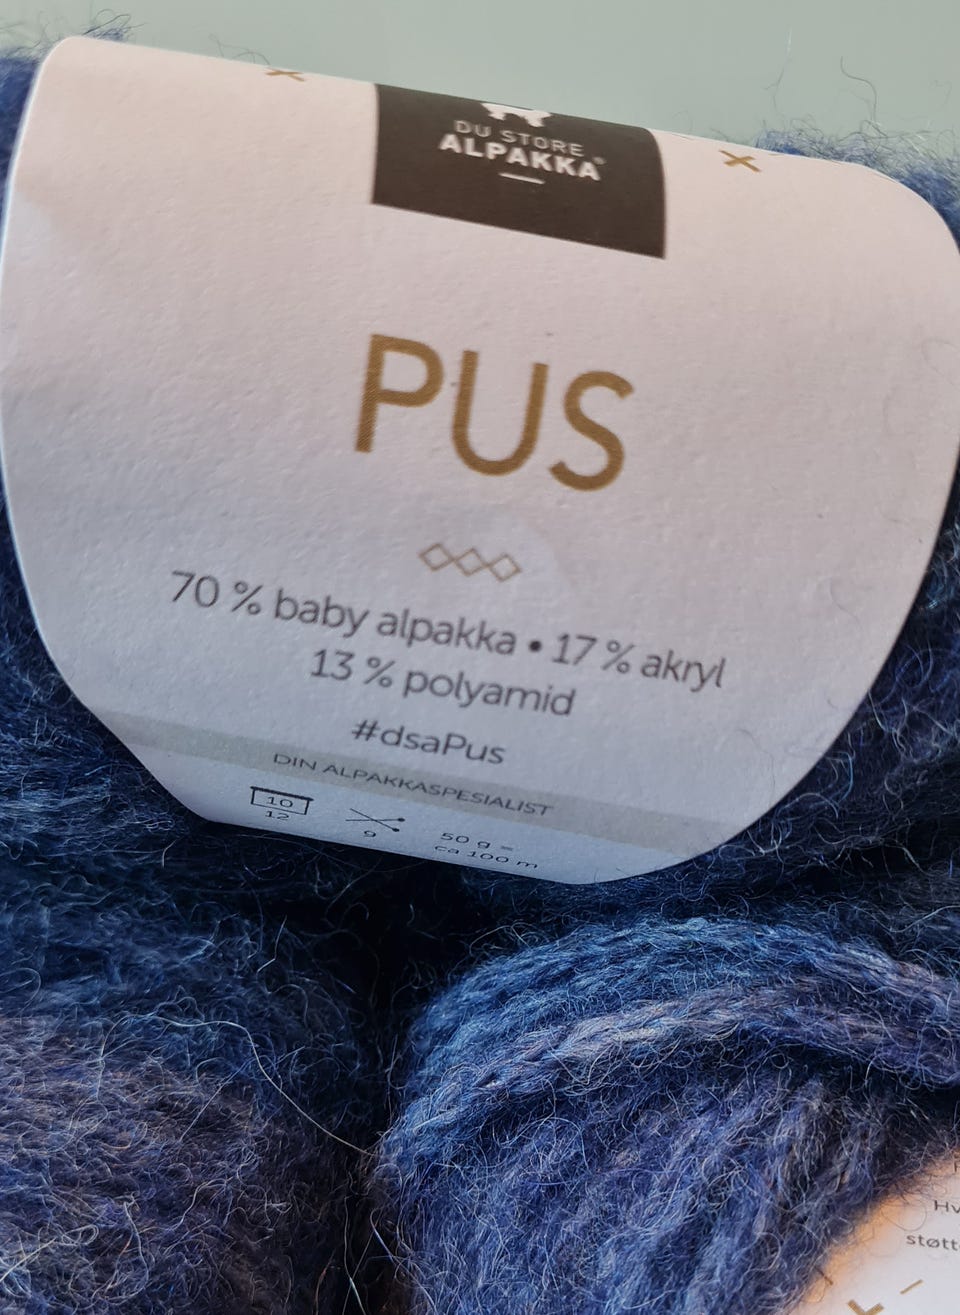 DU STORE
ALPAKKA®
PUS
70 % baby alpakka • 17 % akryl
13 % polyamid
#dsaPus
DIN ALPAKKASPESIALIST
10
12
9
50 g =
ca 100 m